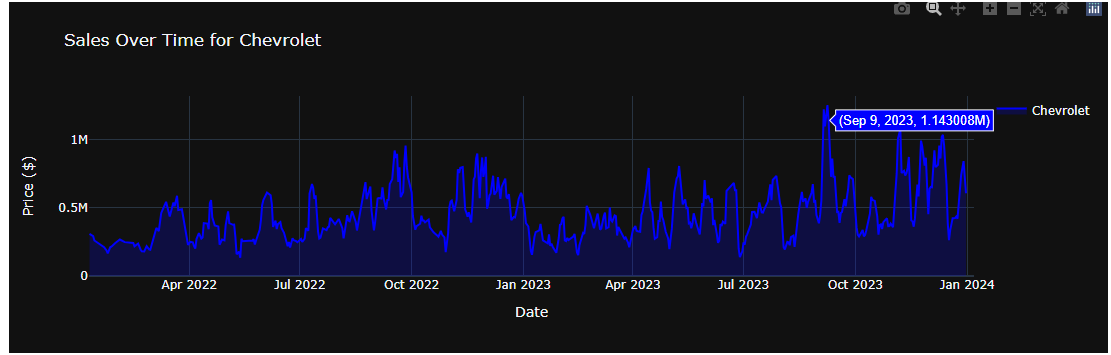 Sales Over Time for Chevrolet
Chevrolet
(Sep 9, 2023, 1.143008M)
1M
0.5M
0
Price ($)
Apr 2022
Jul 2022
Oct 2022
Jan 2023
Apr 2023
Jul 2023
Oct 2023
Jan 2024
Date